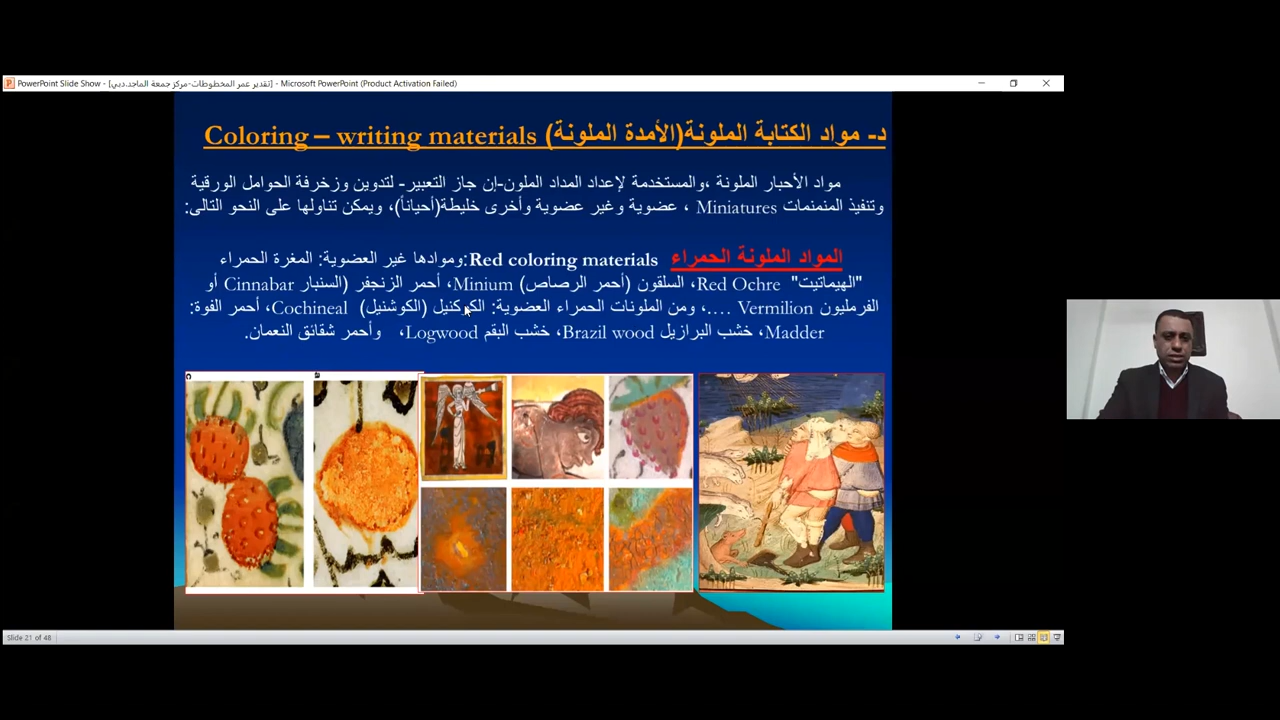 PowerPoint Slide Show - [تقدير عمر المخطوطات-مركز جمعة الماجد.دبي] - Microsoft PowerPoint (Product Activation Failed)
د- مواد الكتابة الملونة(الأمدة الملونة) Coloring – writing materials
مواد الأحبار الملونة ،والمستخدمة لإعداد المداد الملون-إن جاز التعبير- لتدوين وزخرفة الحوامل الورقية
وتنفيذ المنمنمات Miniatures ، عضوية وغير عضوية وأخرى خليطة(أحياناً)، ويمكن تناولها على النحو التالى:
المواد الملونة الحمراء Red coloring materials:وموادها غير العضوية: المغرة الحمراء
"الهيماتيت" Red Ochre، السلقون (أحمر الرصاص) Minium، أحمر الزنجفر (السنبار Cinnabar أو
الفرمليون Vermilion ….، ومن الملونات الحمراء العضوية: الكوكنيل (الكوشنيل) Cochineal، أحمر الفوة:
Madder، خشب البرازيل Brazil wood، خشب البقم Logwood، وأحمر شقائق النعمان.
Slide 21 of 48